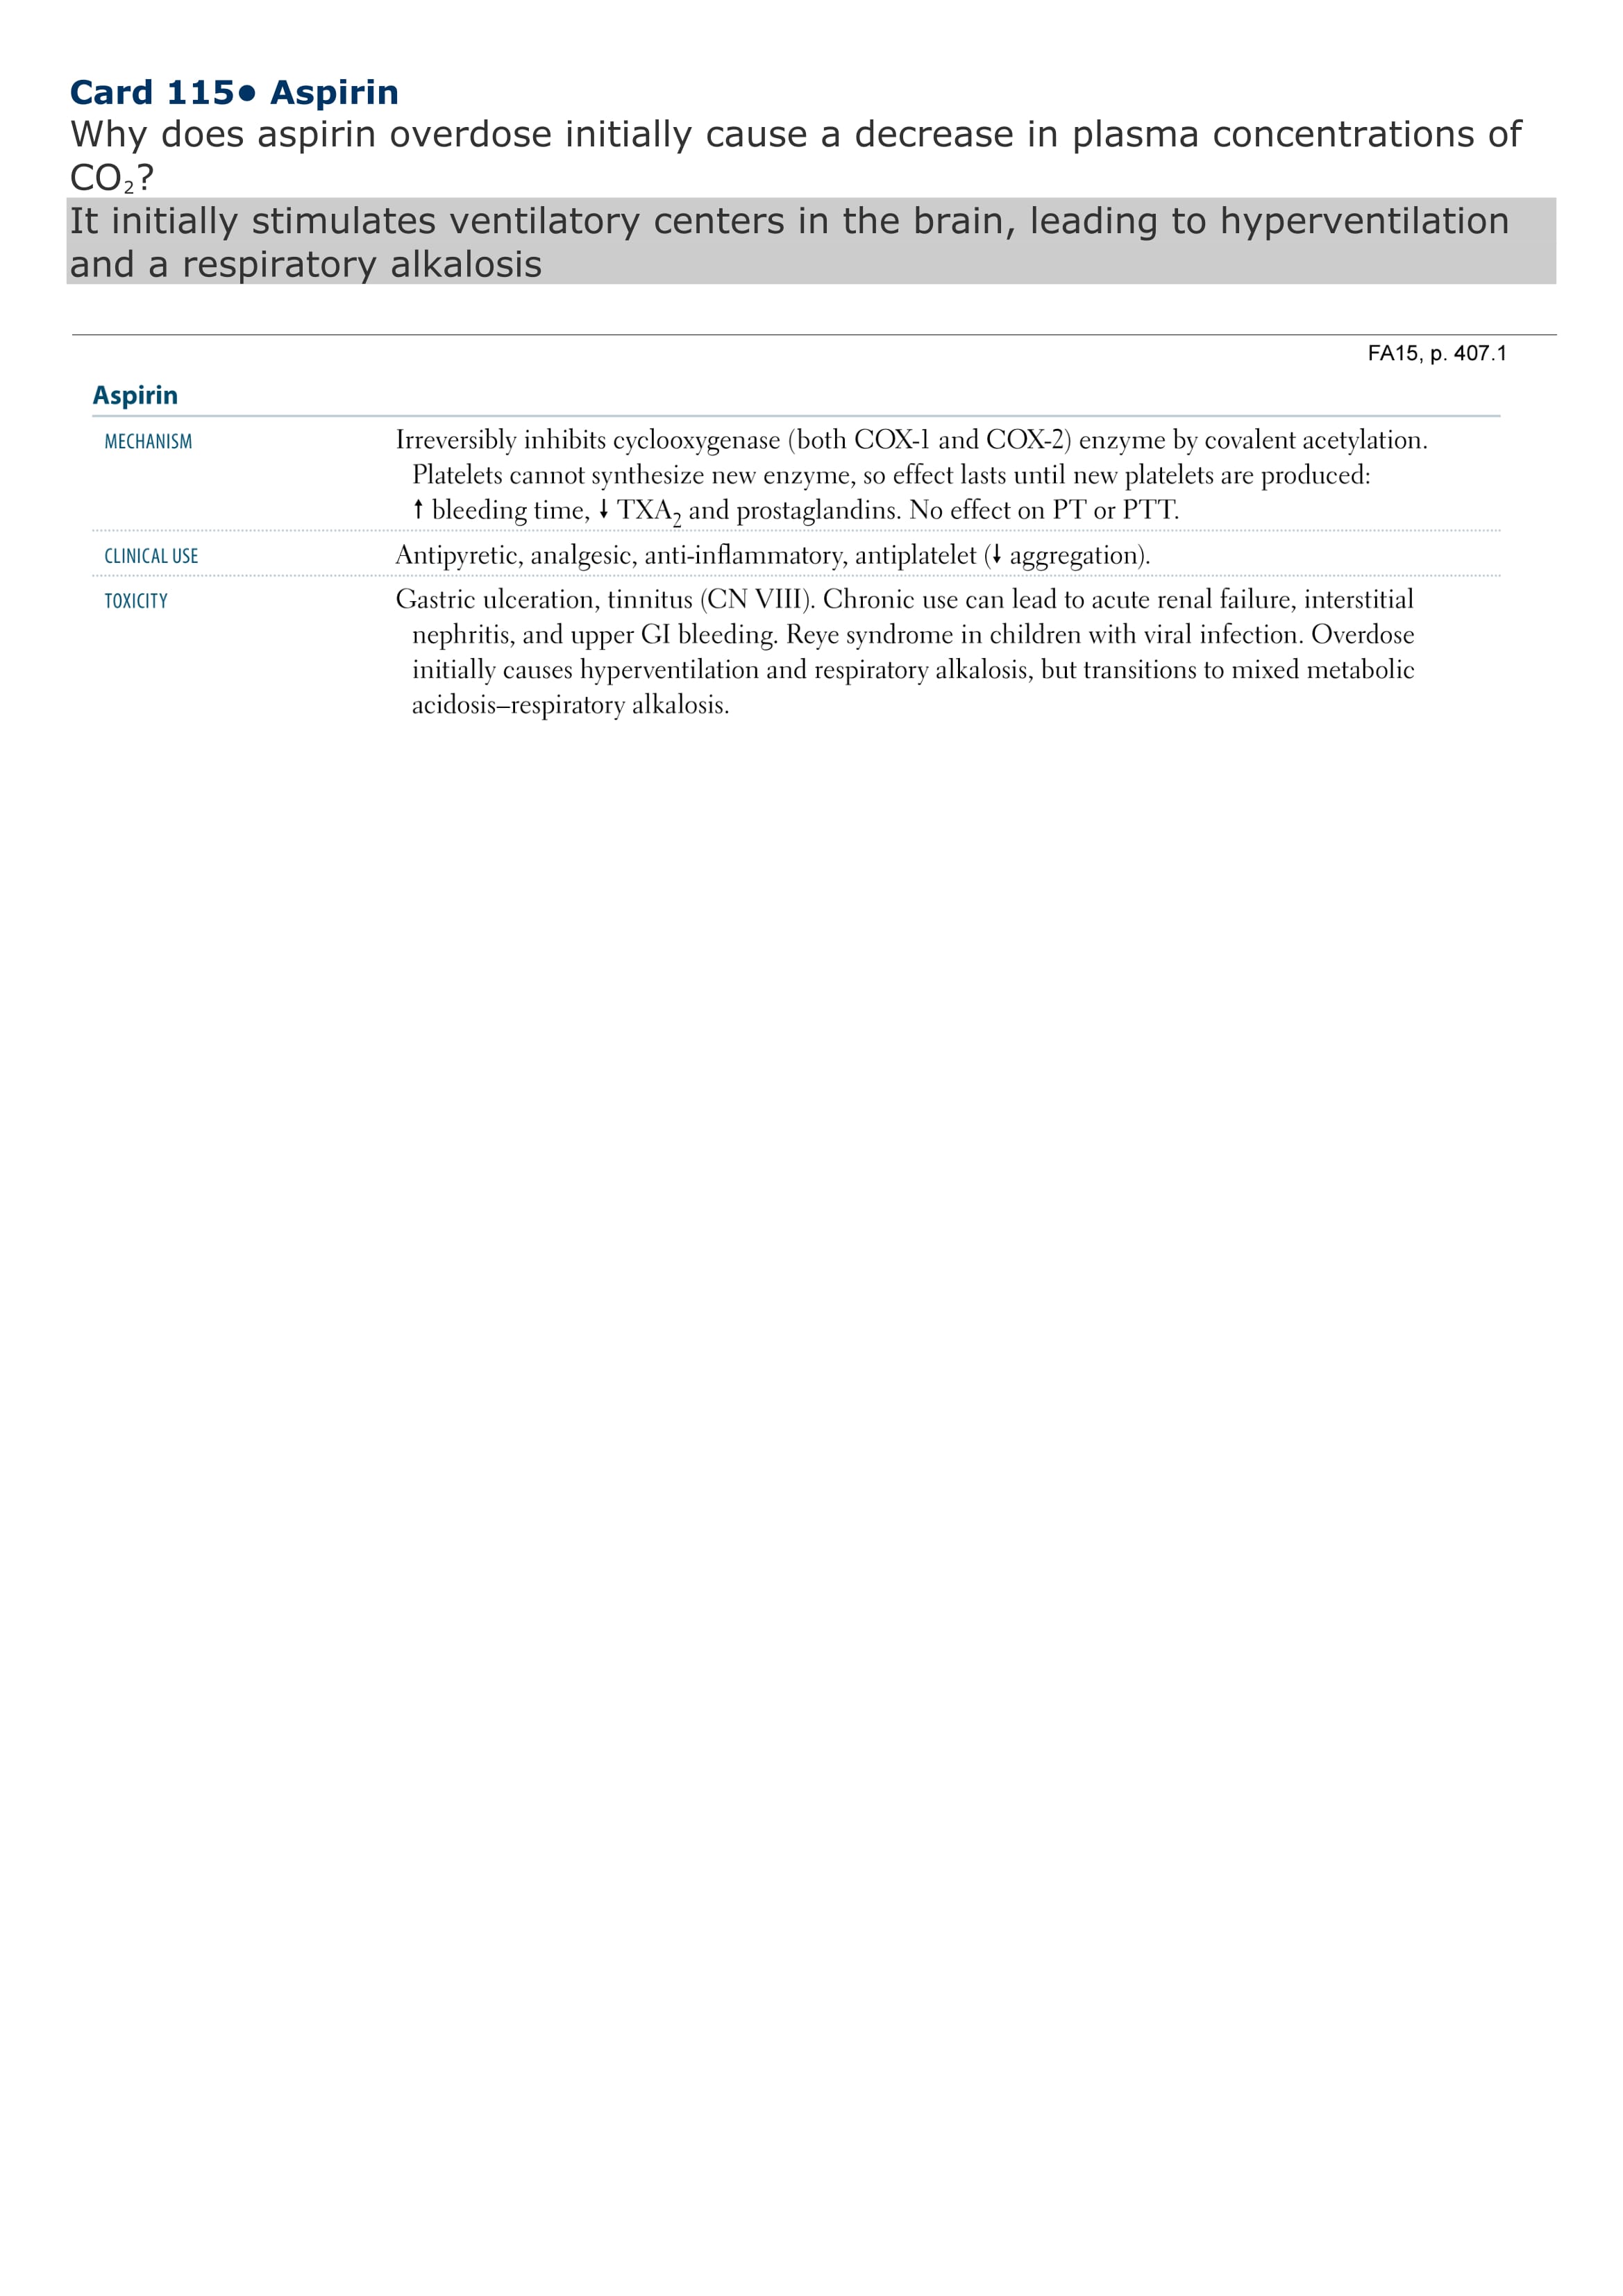 Card 115● Aspirin
Why does aspirin overdose initially cause a decrease in plasma concentrations of
CO₂?
It initially stimulates ventilatory centers in the brain, leading to hyperventilation
and a respiratory alkalosis
FA15, p. 407.1
Aspirin
MECHANISM Irreversibly inhibits cyclooxygenase (both COX-1 and COX-2) enzyme by covalent acetylation.
Platelets cannot synthesize new enzyme, so effect lasts until new platelets are produced:
↑ bleeding time, ↓ TXA₂ and prostaglandins. No effect on PT or PTT.
CLINICAL USE Antipyretic, analgesic, anti-inflammatory, antiplatelet (↓ aggregation).
TOXICITY Gastric ulceration, tinnitus (CN VIII). Chronic use can lead to acute renal failure, interstitial
nephritis, and upper GI bleeding. Reye syndrome in children with viral infection. Overdose
initially causes hyperventilation and respiratory alkalosis, but transitions to mixed metabolic
acidosis–respiratory alkalosis.